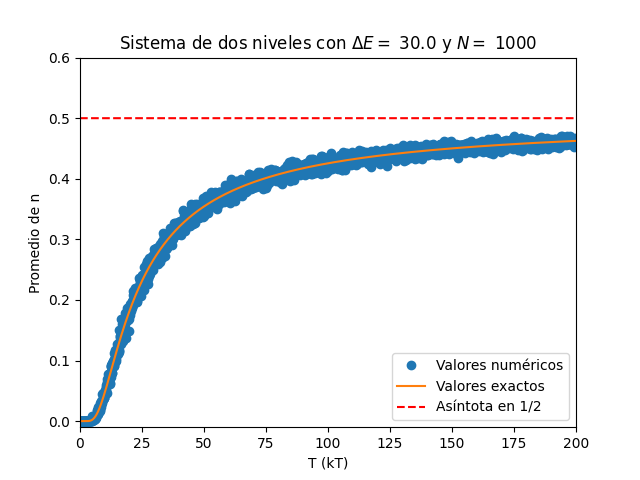 Sistema de dos niveles con ΔE = 30.0 y N = 1000
0.6
0.5
0.4
0.3
0.2
0.1
0.0
Promedio de n
Valores numéricos
Valores exactos
Asíntota en 1/2
0 25 50 75 100 125 150 175 200
T (kT)